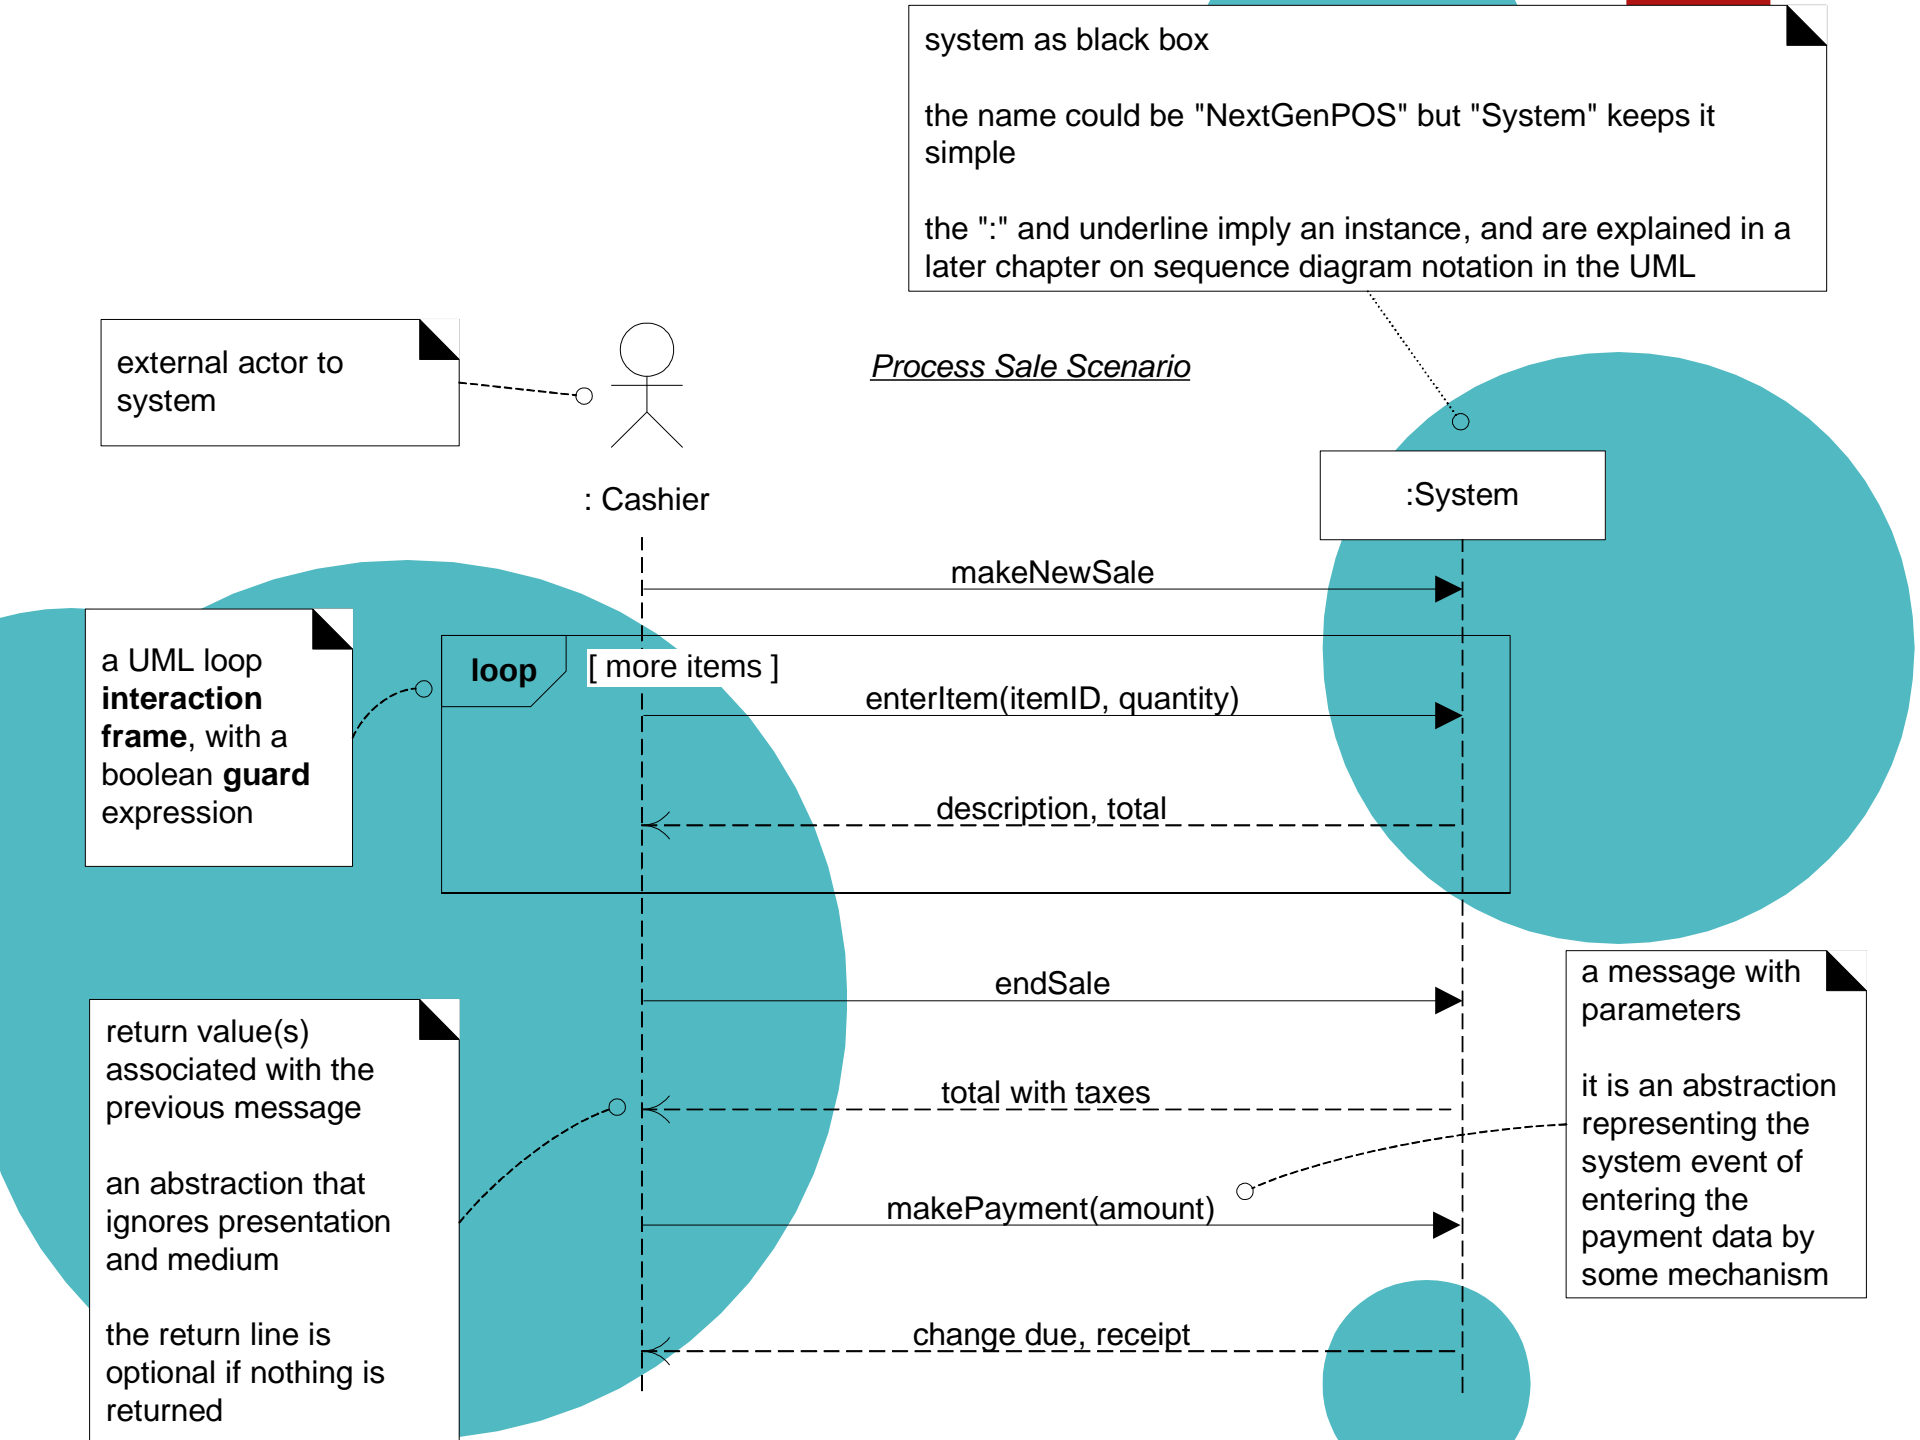 system as black box
the name could be "NextGenPOS" but "System" keeps it
simple
the ":" and underline imply an instance, and are explained in a
later chapter on sequence diagram notation in the UML
external actor to
system
Process Sale Scenario
: Cashier
:System
makeNewSale
a UML loop
interaction
frame, with a
boolean guard
expression
loop
[ more items ]
enterItem(itemID, quantity)
description, total
endSale
a message with
parameters
it is an abstraction
representing the
system event of
entering the
payment data by
some mechanism
return value(s)
associated with the
previous message
an abstraction that
ignores presentation
and medium
the return line is
optional if nothing is
returned
total with taxes
makePayment(amount)
change due, receipt